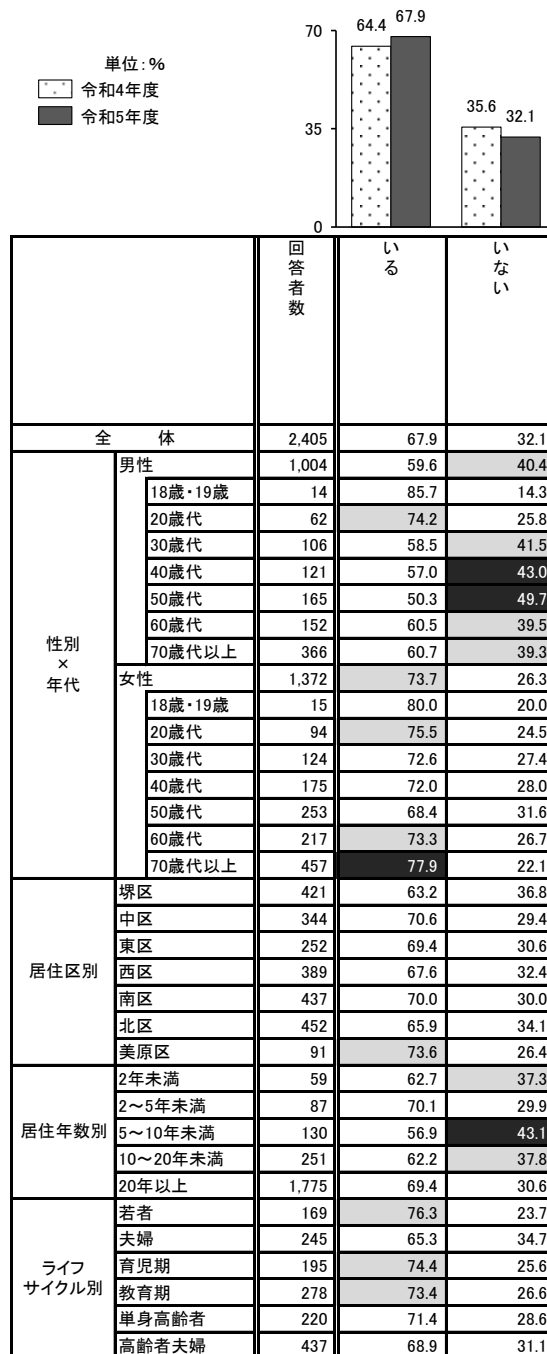 単位：％
令和4年度
令和5年度
70
35
0
64.4 67.9
35.6 32.1
回答者数 いる いない
全　体 2,405 67.9 32.1
性別×年代
男性 1,004 59.6 40.4
18歳・19歳 14 85.7 14.3
20歳代 62 74.2 25.8
30歳代 106 58.5 41.5
40歳代 121 57.0 43.0
50歳代 165 50.3 49.7
60歳代 152 60.5 39.5
70歳代以上 366 60.7 39.3
女性 1,372 73.7 26.3
18歳・19歳 15 80.0 20.0
20歳代 94 75.5 24.5
30歳代 124 72.6 27.4
40歳代 175 72.0 28.0
50歳代 253 68.4 31.6
60歳代 217 73.3 26.7
70歳代以上 457 77.9 22.1
居住区別
堺区 421 63.2 36.8
中区 344 70.6 29.4
東区 252 69.4 30.6
西区 389 67.6 32.4
南区 437 70.0 30.0
北区 452 65.9 34.1
美原区 91 73.6 26.4
居住年数別
2年未満 59 62.7 37.3
2～5年未満 87 70.1 29.9
5～10年未満 130 56.9 43.1
10～20年未満 251 62.2 37.8
20年以上 1,775 69.4 30.6
ライフサイクル別
若者 169 76.3 23.7
夫婦 245 65.3 34.7
育児期 195 74.4 25.6
教育期 278 73.4 26.6
単身高齢者 220 71.4 28.6
高齢者夫婦 437 68.9 31.1